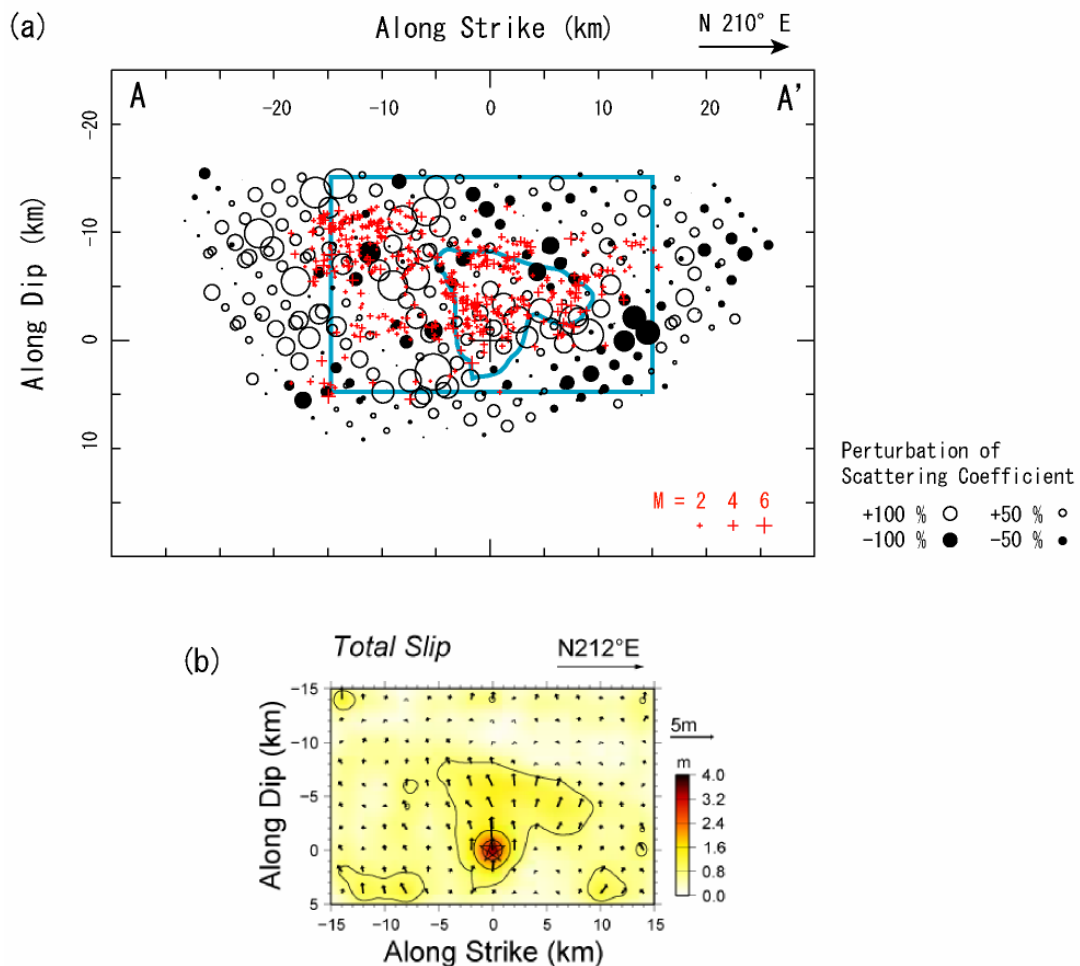 (a)
Along Strike (km)
N 210° E
A
A'
-20 -10 0 10 20
Along Dip (km)
-20
-10
0
10
M = 2 4 6
Perturbation of
Scattering Coefficient
+100 % +50 %
-100 % -50 %
(b)
Total Slip
N212°E
Along Dip (km)
-15
-10
-5
0
5
-15 -10 -5 0 5 10 15
Along Strike (km)
5m
m
4.0
3.2
2.4
1.6
0.8
0.0